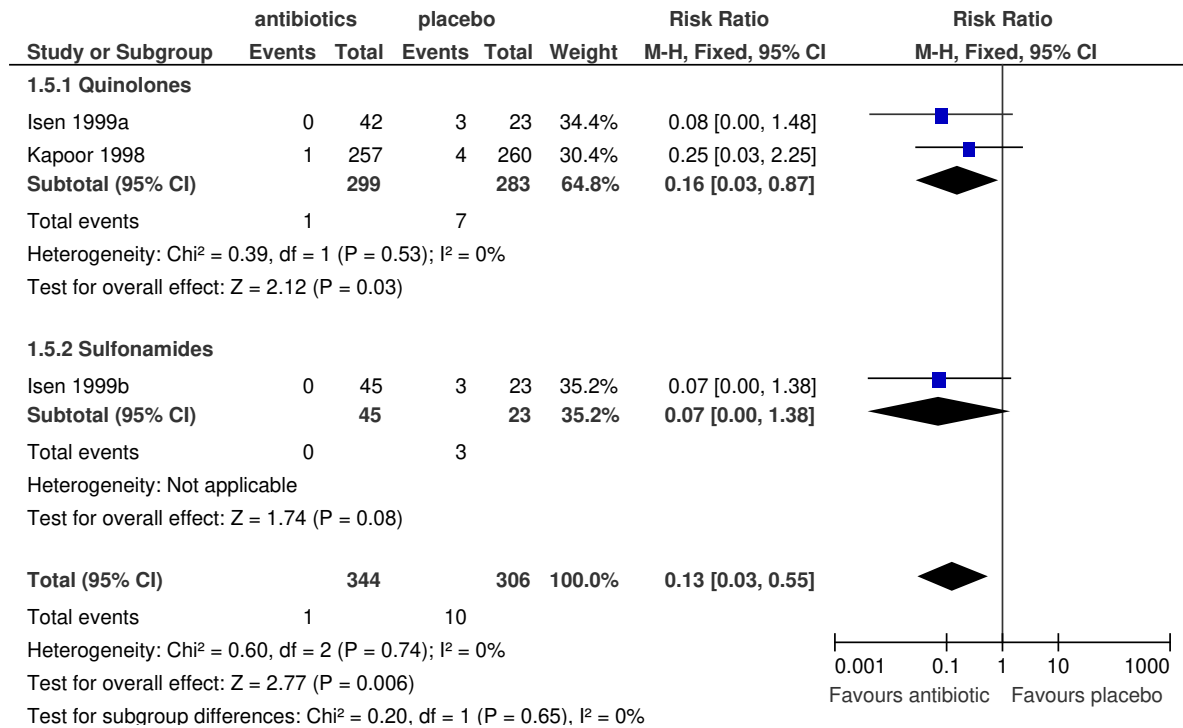 antibiotics placebo Risk Ratio Risk Ratio
Study or Subgroup Events Total Events Total Weight M-H, Fixed, 95% CI M-H, Fixed, 95% CI
1.5.1 Quinolones
Isen 1999a 0 42 3 23 34.4% 0.08 [0.00, 1.48]
Kapoor 1998 1 257 4 260 30.4% 0.25 [0.03, 2.25]
Subtotal (95% CI) 299 283 64.8% 0.16 [0.03, 0.87]
Total events 1 7
Heterogeneity: Chi² = 0.39, df = 1 (P = 0.53); I² = 0%
Test for overall effect: Z = 2.12 (P = 0.03)
1.5.2 Sulfonamides
Isen 1999b 0 45 3 23 35.2% 0.07 [0.00, 1.38]
Subtotal (95% CI) 45 23 35.2% 0.07 [0.00, 1.38]
Total events 0 3
Heterogeneity: Not applicable
Test for overall effect: Z = 1.74 (P = 0.08)
Total (95% CI) 344 306 100.0% 0.13 [0.03, 0.55]
Total events 1 10
Heterogeneity: Chi² = 0.60, df = 2 (P = 0.74); I² = 0%
Test for overall effect: Z = 2.77 (P = 0.006)
Test for subgroup differences: Chi² = 0.20, df = 1 (P = 0.65), I² = 0%
0.001 0.1 1 10 1000
Favours antibiotic Favours placebo